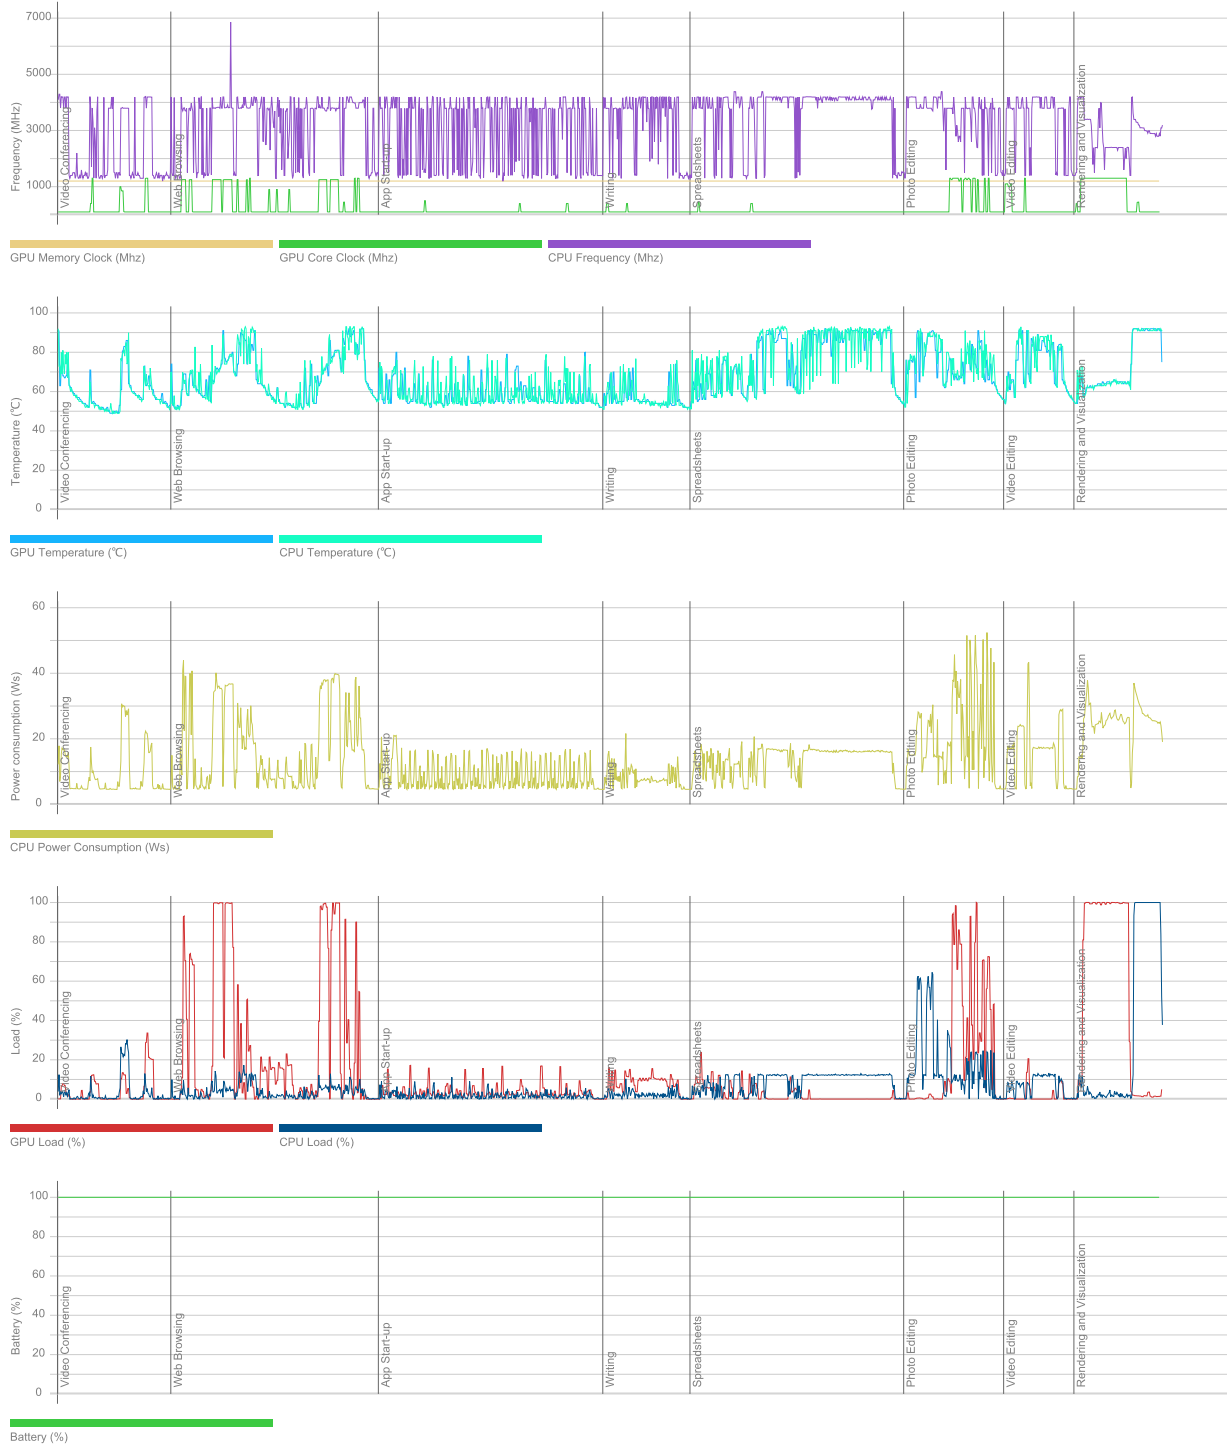 7000
5000
3000
1000
Frequency (MHz)
Video Conferencing
Web Browsing
App Start-up
Writing
Spreadsheets
Photo Editing
Video Editing
Rendering and Visualization
GPU Memory Clock (Mhz)
GPU Core Clock (Mhz)
CPU Frequency (Mhz)
100
80
60
40
20
0
Temperature (℃)
Video Conferencing
Web Browsing
App Start-up
Writing
Spreadsheets
Photo Editing
Video Editing
Rendering and Visualization
GPU Temperature (℃)
CPU Temperature (℃)
60
40
20
0
Power consumption (Ws)
Video Conferencing
Web Browsing
App Start-up
Writing
Spreadsheets
Photo Editing
Video Editing
Rendering and Visualization
CPU Power Consumption (Ws)
100
80
60
40
20
0
Load (%)
Video Conferencing
Web Browsing
App Start-up
Writing
Spreadsheets
Photo Editing
Video Editing
Rendering and Visualization
GPU Load (%)
CPU Load (%)
100
80
60
40
20
0
Battery (%)
Video Conferencing
Web Browsing
App Start-up
Writing
Spreadsheets
Photo Editing
Video Editing
Rendering and Visualization
Battery (%)